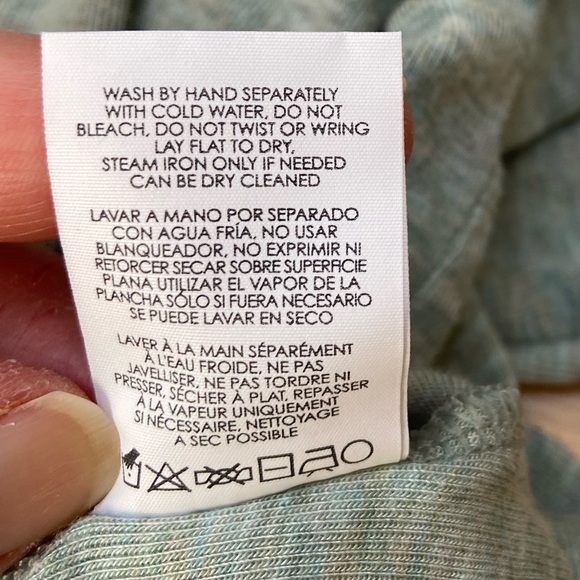 WASH BY HAND SEPARATELY
WITH COLD WATER, DO NOT
BLEACH, DO NOT TWIST OR WRING
LAY FLAT TO DRY,
STEAM IRON ONLY IF NEEDED
CAN BE DRY CLEANED
LAVAR A MANO POR SEPARADO
CON AGUA FRÍA, NO USAR
BLANQUEADOR, NO EXPRIMIR NI
RETORCER SECAR SOBRE SUPERFICIE
PLANA UTILIZAR EL VAPOR DE LA
PLANCHA SÓLO SI FUERA NECESARIO
SE PUEDE LAVAR EN SECO
LAVER À LA MAIN SÉPARÉMENT
À L'EAU FROIDE, NE PAS
JAVELLISER, NE PAS TORDRE NI
PRESSER, SÉCHER À PLAT, REPASSER
À LA VAPEUR UNIQUEMENT
SI NÉCESSAIRE, NETTOYAGE
A SEC POSSIBLE